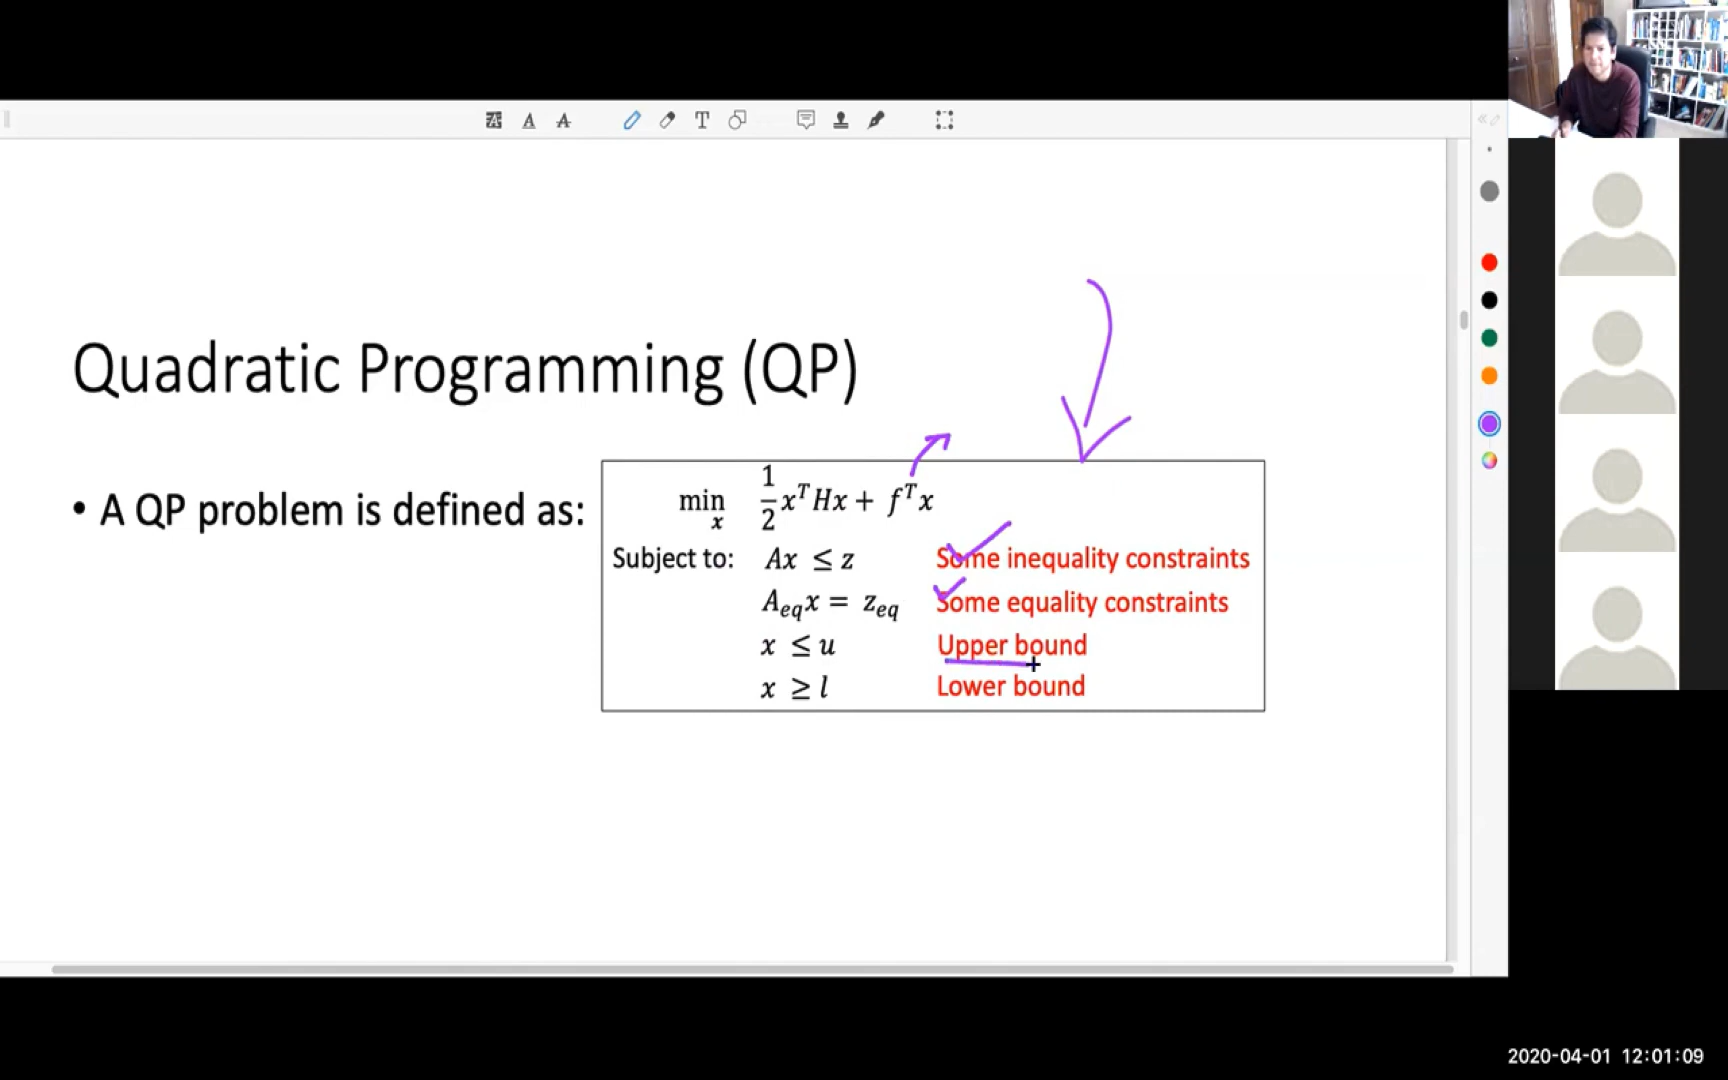 Quadratic Programming (QP)
• A QP problem is defined as:
min x 1/2 x^T Hx + f^T x
Subject to: Ax ≤ z Some inequality constraints
A_eq x = z_eq Some equality constraints
x ≤ u Upper bound
x ≥ l Lower bound
2020-04-01 12:01:09